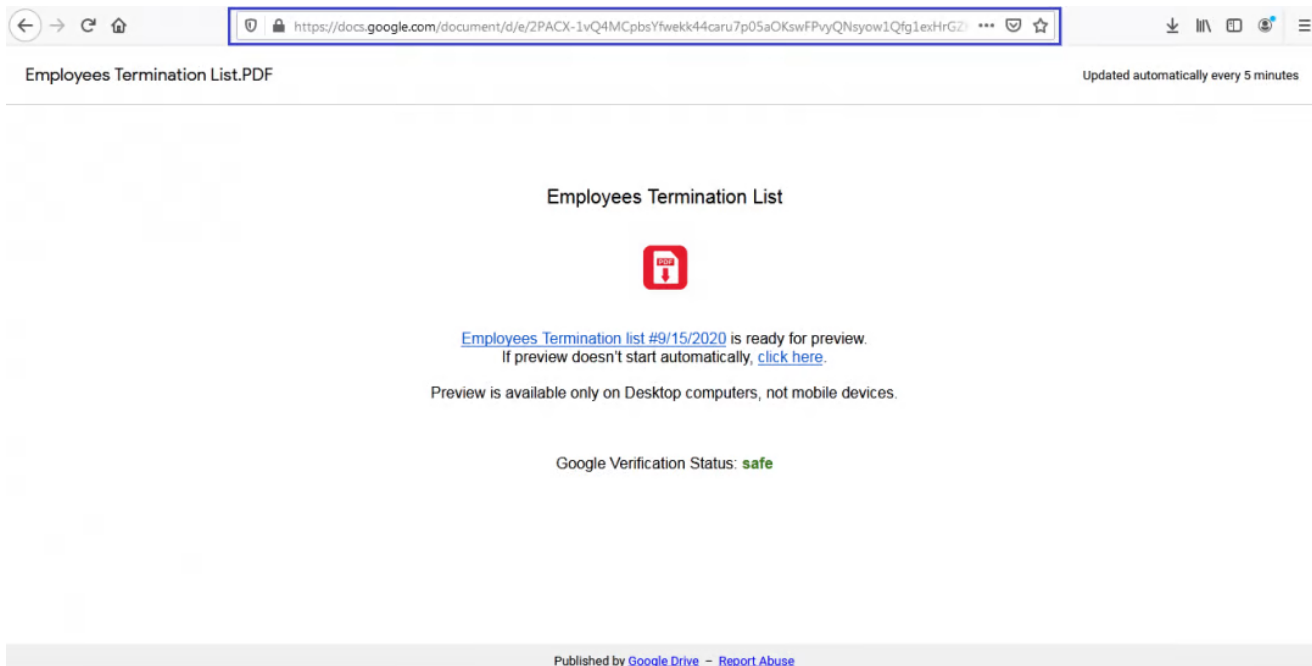 https://docs.google.com/document/d/e/2PACX-1vQ4MCpbsYfwekk44caru7p05aOKswFPvyQNsyow1Qfg1exHrGZ
Employees Termination List.PDF
Updated automatically every 5 minutes
Employees Termination List
PDF
Employees Termination list #9/15/2020 is ready for preview.
If preview doesn't start automatically, click here.
Preview is available only on Desktop computers, not mobile devices.
Google Verification Status: safe
Published by Google Drive – Report Abuse